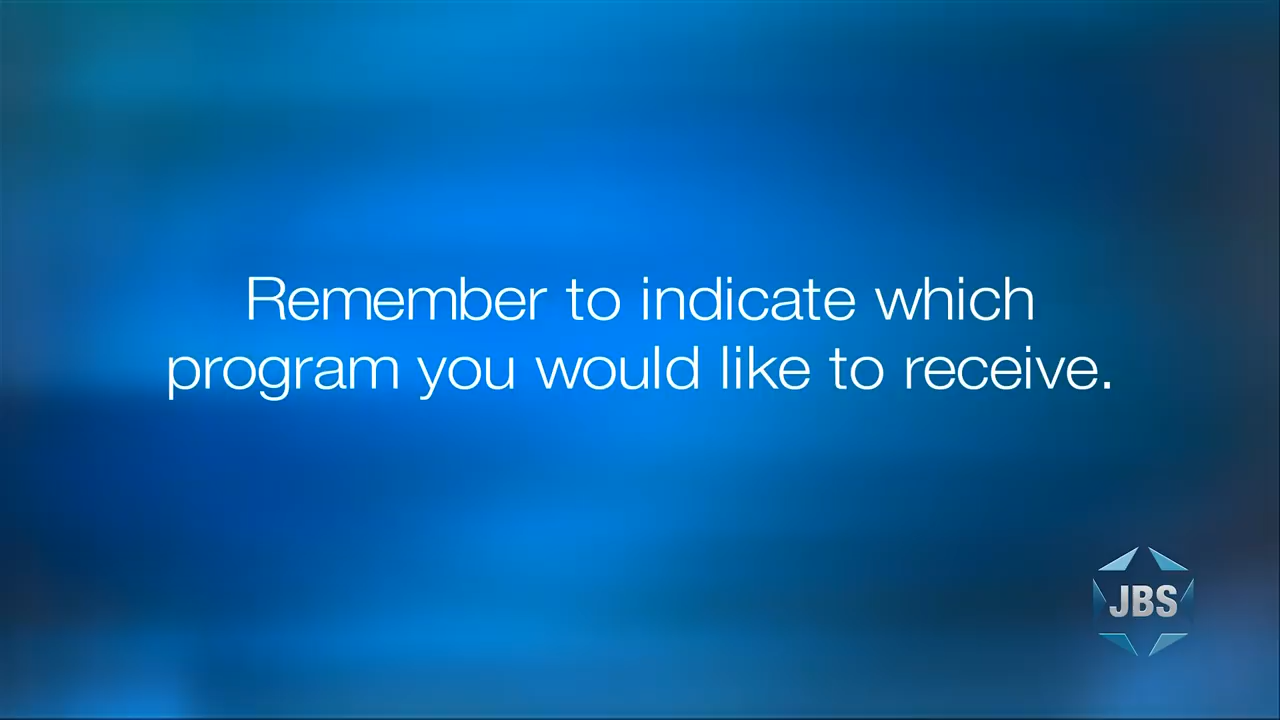 Remember to indicate which
program you would like to receive.
JBS